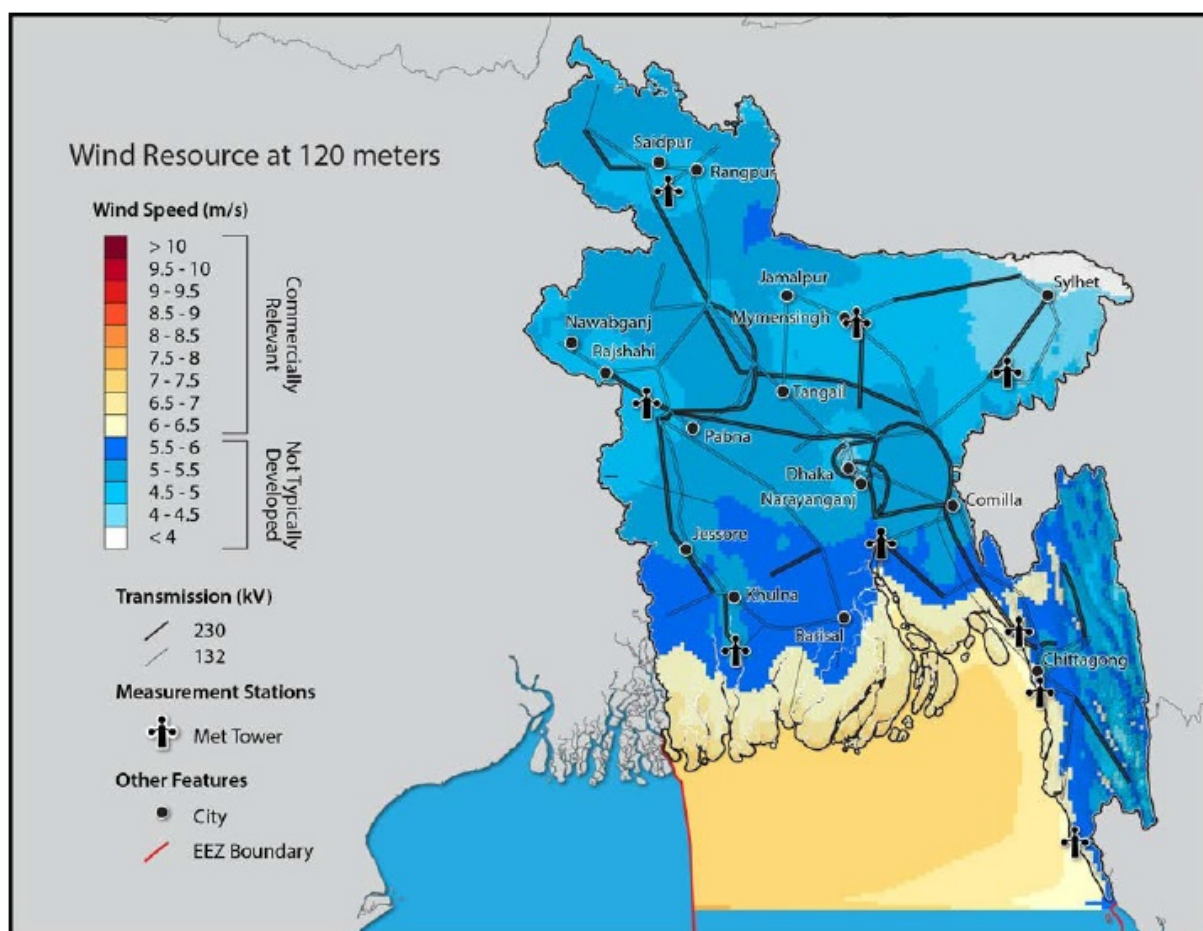 Wind Resource at 120 meters
Wind Speed (m/s)
> 10
9.5 - 10
9 - 9.5
8.5 - 9
8 - 8.5
7.5 - 8
7 - 7.5
6.5 - 7
6 - 6.5
5.5 - 6
5 - 5.5
4.5 - 5
4 - 4.5
< 4
Commercially
Relevant
Not Typically
Developed
Transmission (kV)
230
132
Measurement Stations
Met Tower
Other Features
City
EEZ Boundary
Saidpur
Rangpur
Jamalpur
Sylhet
Mymensingh
Nawabganj
Rajshahi
Tangail
Pabna
Dhaka
Narayanganj
Comilla
Jessore
Khulna
Barisal
Chittagong